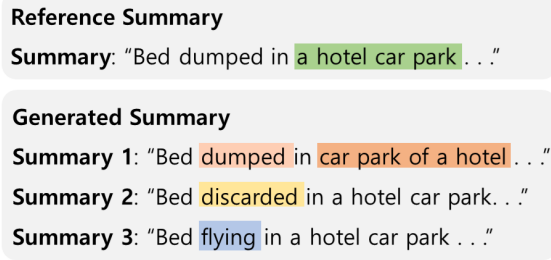 Reference Summary
Summary: “Bed dumped in a hotel car park . . .”
Generated Summary
Summary 1: “Bed dumped in car park of a hotel . . .”
Summary 2: “Bed discarded in a hotel car park. . .”
Summary 3: “Bed flying in a hotel car park . . .”